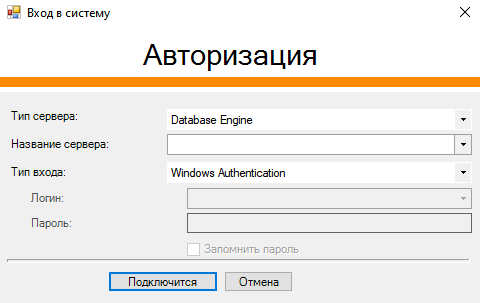 Вход в систему
Авторизация
Тип сервера: Database Engine
Название сервера:
Тип входа: Windows Authentication
Логин:
Пароль:
Запомнить пароль
Подключится Отмена